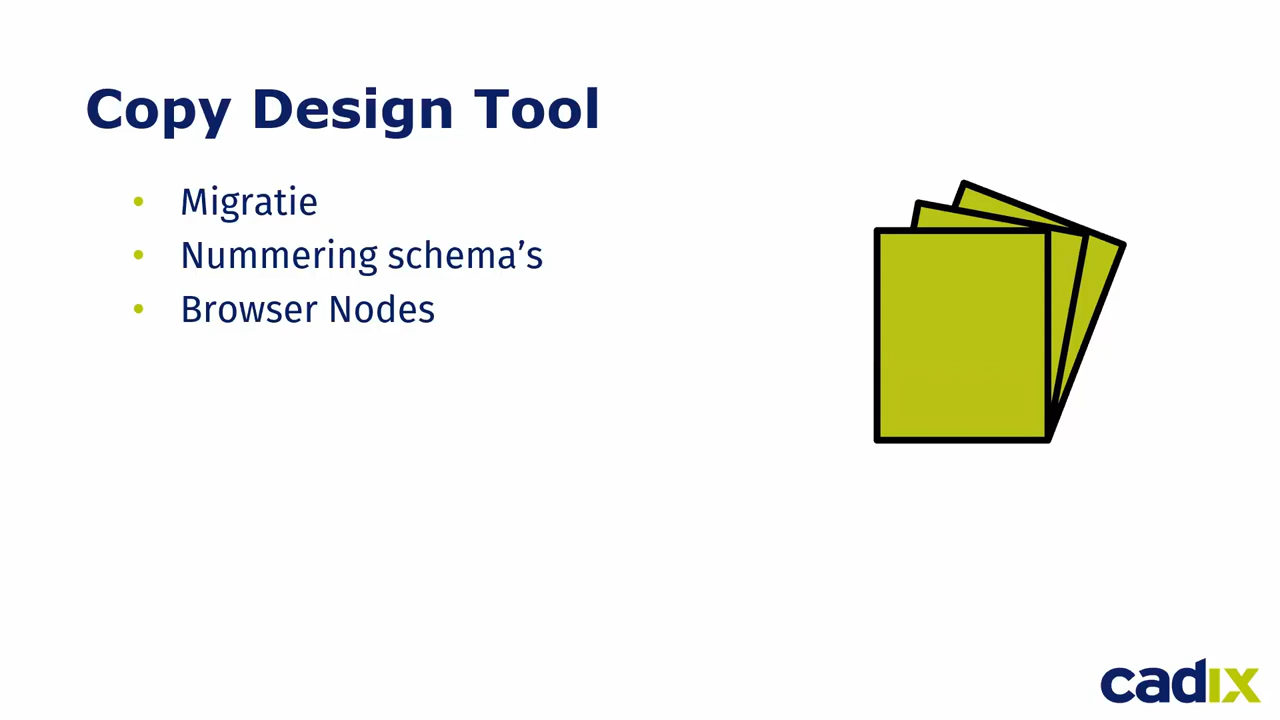 Copy Design Tool
• Migratie
• Nummering schema’s
• Browser Nodes
cadix